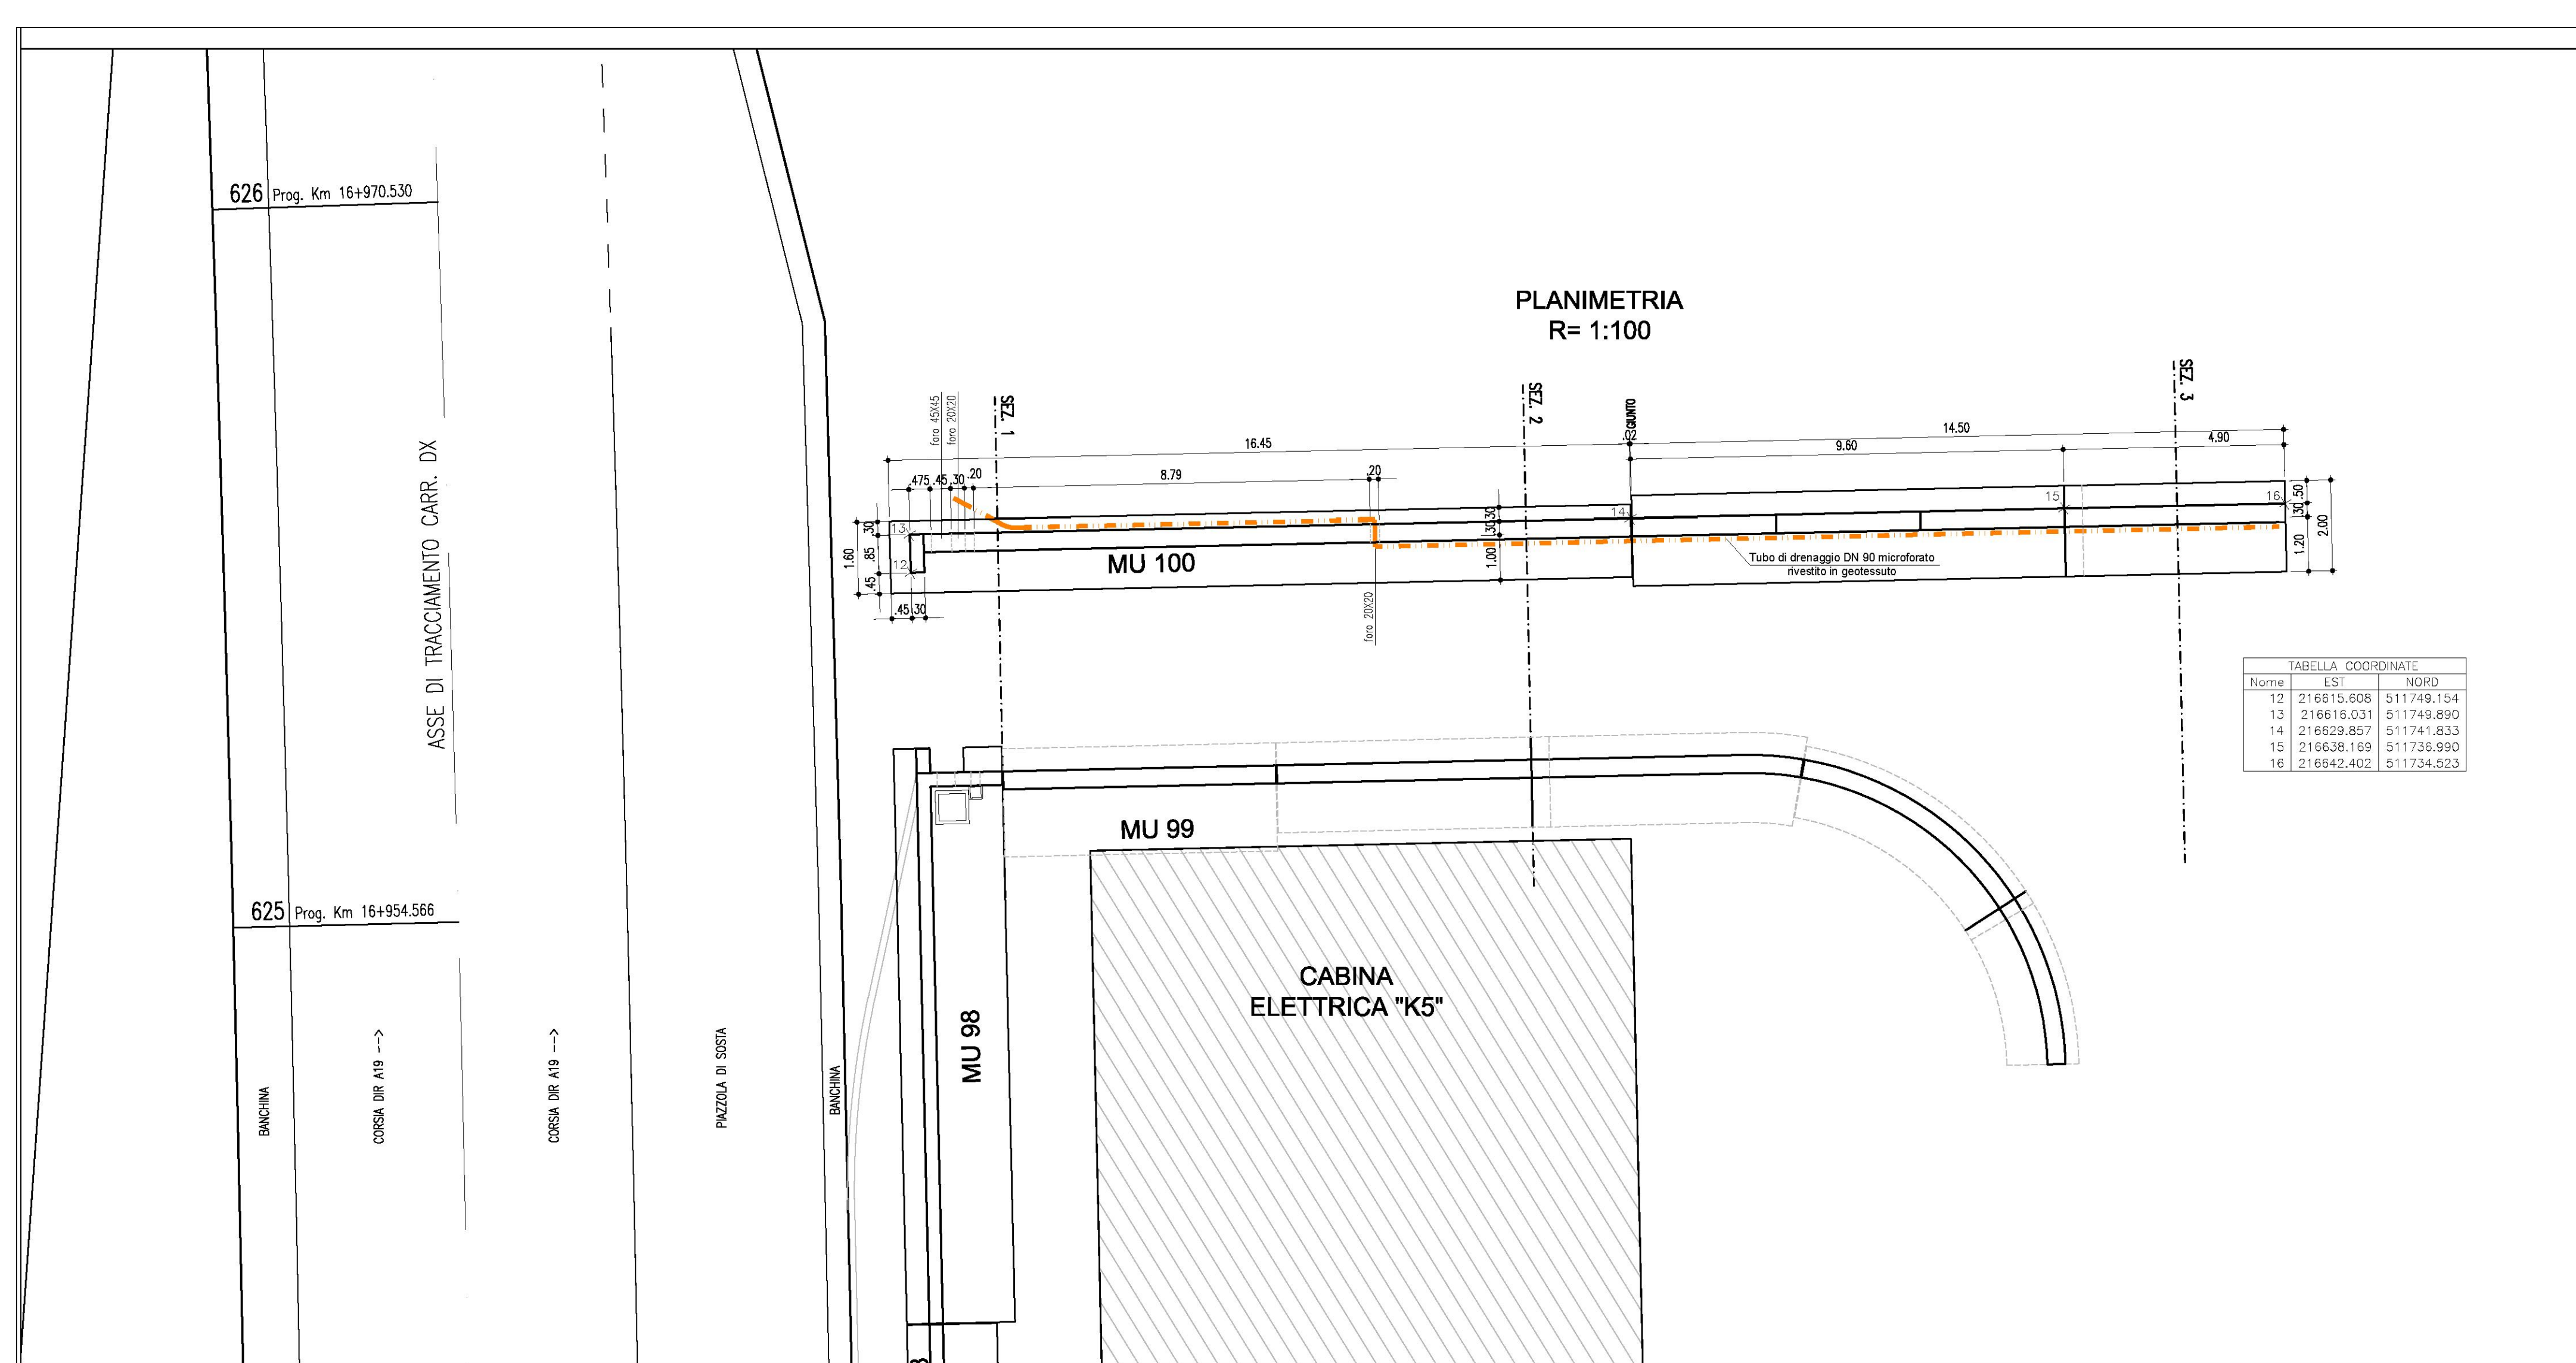 PLANIMETRIA
R= 1:100
626 Prog. Km 16+970.530
ASSE DI TRACCIAMENTO CARR. DX
625 Prog. Km 16+954.566
BANCHINA
CORSIA DIR A19 -->
CORSIA DIR A19 -->
PIAZZOLA DI SOSTA
BANCHINA
foro 45X45
foro 20X20
SEZ. 1
SEZ. 2
GIUNTO
SEZ. 3
16.45
.02
14.50
9.60
4.90
.475
.45
.30
.20
8.79
.20
1.60
.30
.85
.45
13
12
.45
.30
MU 100
foro 20X20
.30
.30
1.00
14
15
16
.50
.30
1.20
2.00
Tubo di drenaggio DN 90 microforato
rivestito in geotessuto
TABELLA COORDINATE
Nome EST NORD
12 216615.608 511749.154
13 216616.031 511749.890
14 216629.857 511741.833
15 216638.169 511736.990
16 216642.402 511734.523
MU 99
MU 98
CABINA
ELETTRICA "K5"